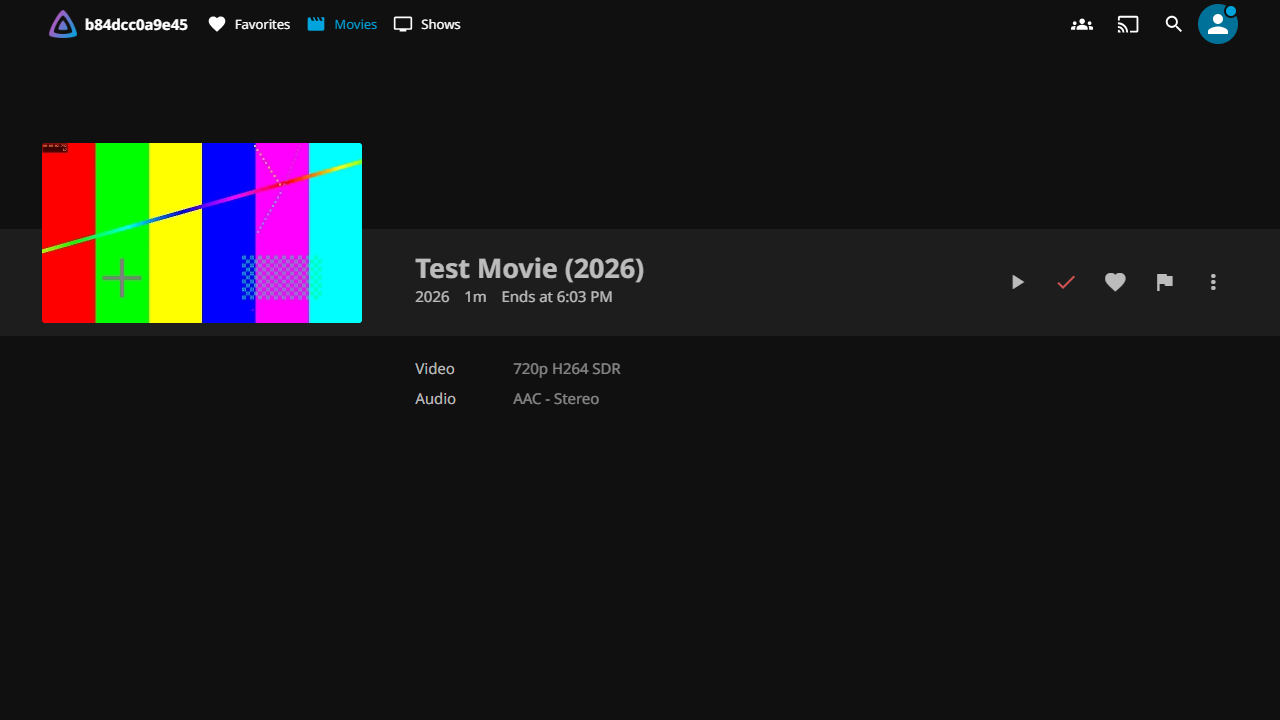 b84dcc0a9e45 Favorites Movies Shows
Test Movie (2026)
2026 1m Ends at 6:03 PM
Video 720p H264 SDR
Audio AAC - Stereo